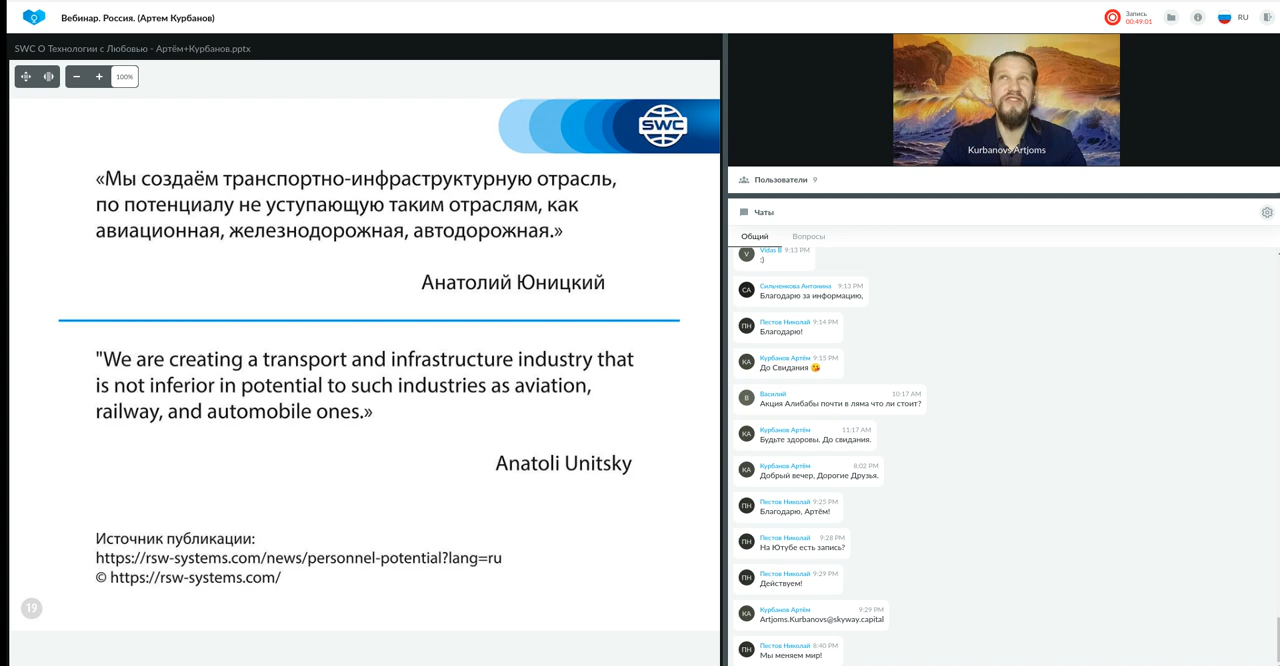 Вебинар. Россия. (Артем Курбанов)
Запись
00:49:01
RU
SWC О Технологии с Любовью - Артём+Курбанов.pptx
100%
SWC
«Мы создаём транспортно-инфраструктурную отрасль,
по потенциалу не уступающую таким отраслям, как
авиационная, железнодорожная, автодорожная.»
Анатолий Юницкий
"We are creating a transport and infrastructure industry that
is not inferior in potential to such industries as aviation,
railway, and automobile ones.»
Anatoli Unitsky
Источник публикации:
https://rsw-systems.com/news/personnel-potential?lang=ru
© https://rsw-systems.com/
19
Kurbanovs Artjoms
Пользователи 9
Чаты
Общий Вопросы
V Vidas B 9:13 PM
:)
СА Сильченкова Антонина 9:13 PM
Благодарю за информацию,
ПН Пестов Николай 9:14 PM
Благодарю!
КА Курбанов Артём 9:15 PM
До Свидания 😘
В Василий 10:17 AM
Акция Алибабы почти в ляма что ли стоит?
КА Курбанов Артём 11:17 AM
Будьте здоровы. До свидания.
КА Курбанов Артём 8:02 PM
Добрый вечер, Дорогие Друзья.
ПН Пестов Николай 9:25 PM
Благодарю, Артём!
ПН Пестов Николай 9:28 PM
На Ютубе есть запись?
ПН Пестов Николай 9:29 PM
Действуем!
КА Курбанов Артём 9:29 PM
Artjoms.Kurbanovs@skyway.capital
ПН Пестов Николай 8:40 PM
Мы меняем мир!